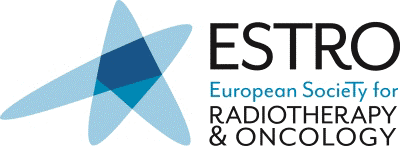 ESTRO
European SocieTy for
RADIOTHERAPY
& ONCOLOGY